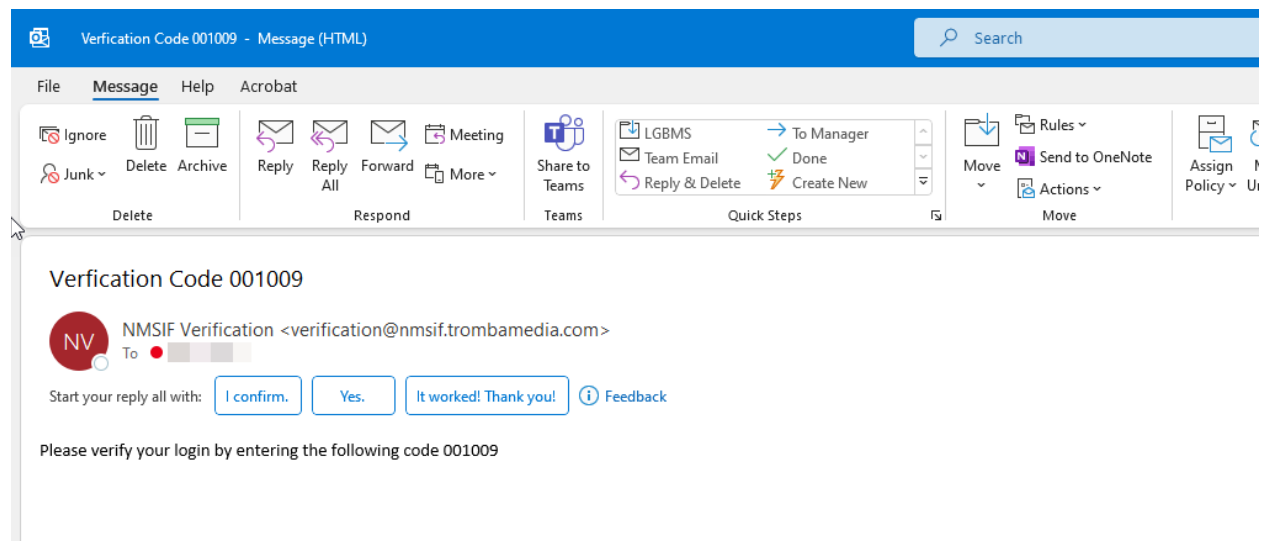 Verfication Code 001009 - Message (HTML)
Search
File Message Help Acrobat
Ignore
Junk
Delete
Archive
Delete
Reply
Reply All
Forward
Meeting
More
Respond
Share to Teams
Teams
LGBMS
To Manager
Team Email
Done
Reply & Delete
Create New
Quick Steps
Move
Rules
Send to OneNote
Actions
Move
Assign Policy
Verfication Code 001009
NV
NMSIF Verification <verification@nmsif.trombamedia.com>
To
Start your reply all with: I confirm. Yes. It worked! Thank you! Feedback
Please verify your login by entering the following code 001009